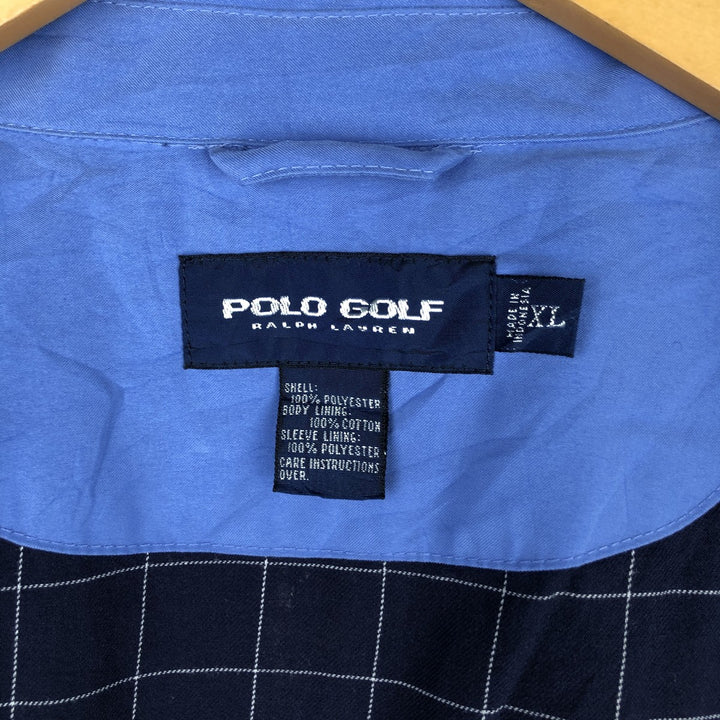 POLO GOLF
RALPH LAUREN
MADE IN
INDONESIA
XL
SHELL:
100% POLYESTER
BODY LINING:
100% COTTON
SLEEVE LINING:
100% POLYESTER
CARE INSTRUCTIONS
OVER.